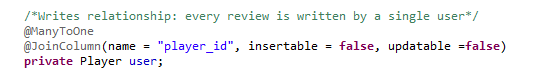 /*Writes relationship: every review is written by a single user*/
@ManyToOne
@JoinColumn(name = "player_id", insertable = false, updatable =false)
private Player user;